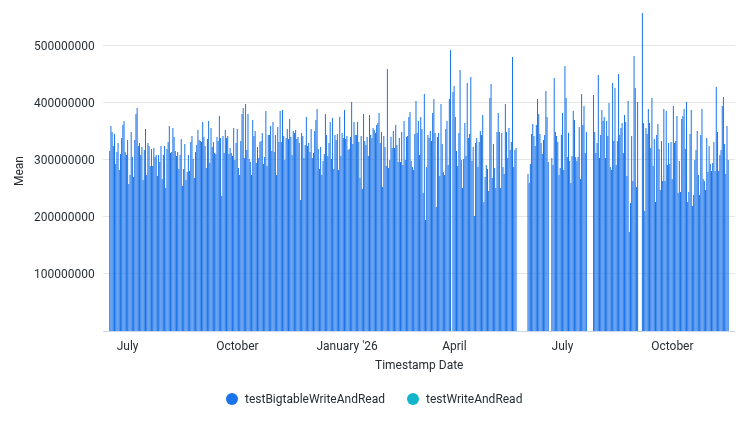 500000000
400000000
300000000
200000000
100000000
Mean
July
October
January '26
April
July
October
Timestamp Date
testBigtableWriteAndRead
testWriteAndRead